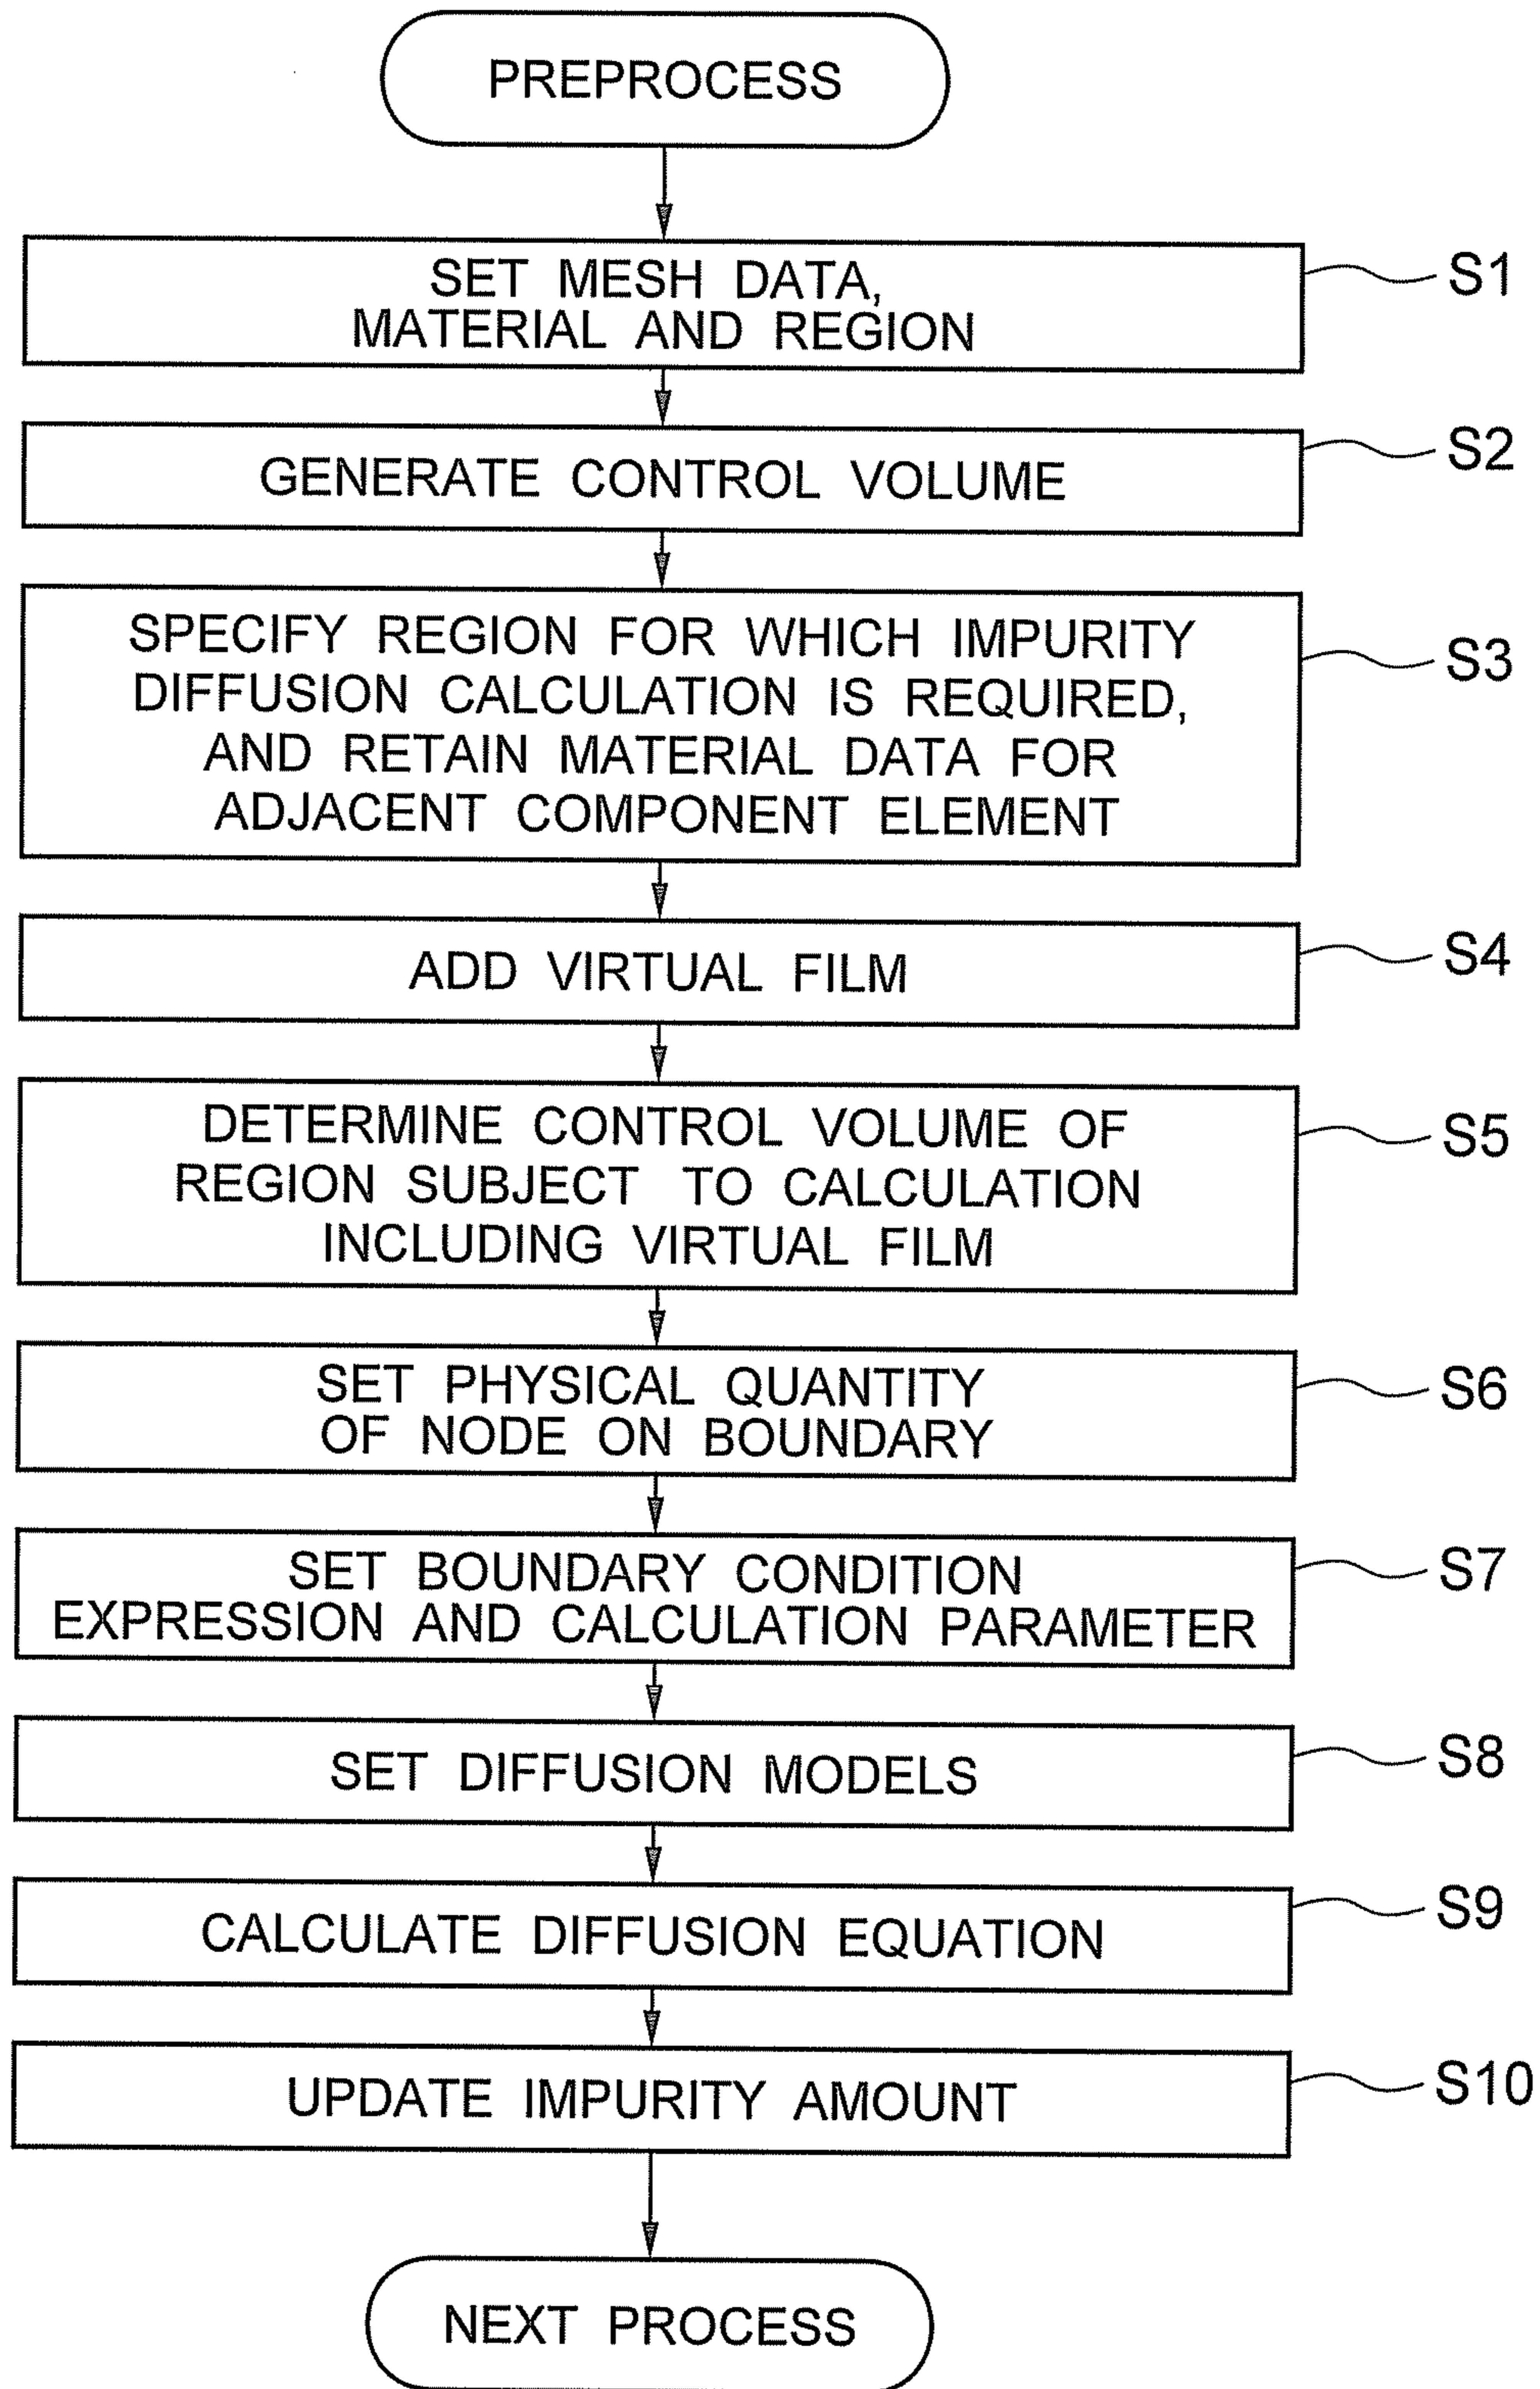 PREPROCESS
SET MESH DATA,
MATERIAL AND REGION
S1
GENERATE CONTROL VOLUME
S2
SPECIFY REGION FOR WHICH IMPURITY
DIFFUSION CALCULATION IS REQUIRED,
AND RETAIN MATERIAL DATA FOR
ADJACENT COMPONENT ELEMENT
S3
ADD VIRTUAL FILM
S4
DETERMINE CONTROL VOLUME OF
REGION SUBJECT TO CALCULATION
INCLUDING VIRTUAL FILM
S5
SET PHYSICAL QUANTITY
OF NODE ON BOUNDARY
S6
SET BOUNDARY CONDITION
EXPRESSION AND CALCULATION PARAMETER
S7
SET DIFFUSION MODELS
S8
CALCULATE DIFFUSION EQUATION
S9
UPDATE IMPURITY AMOUNT
S10
NEXT PROCESS